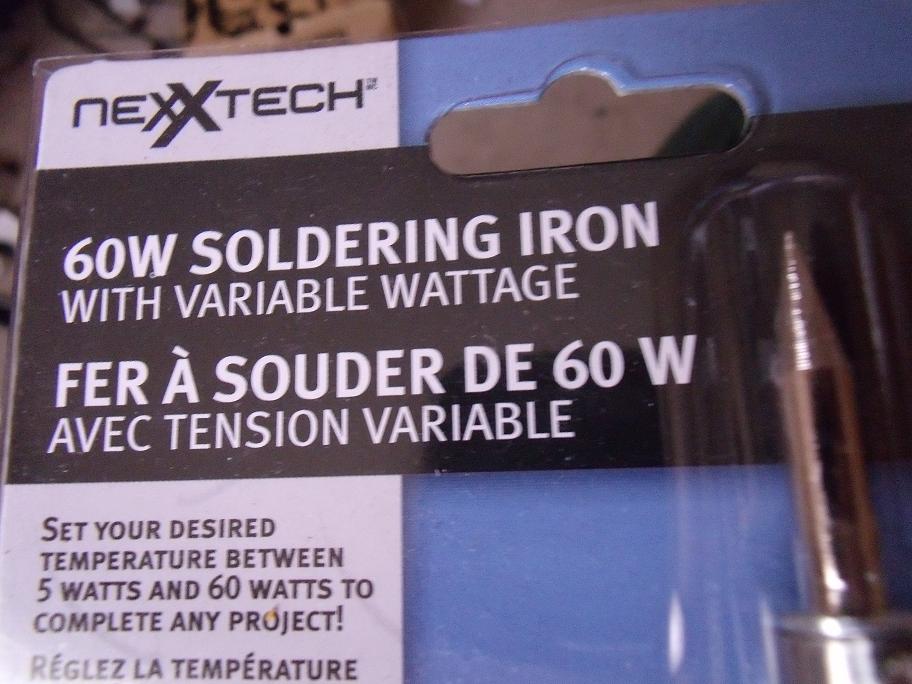 NEXXTECH
60W SOLDERING IRON
WITH VARIABLE WATTAGE
FER À SOUDER DE 60 W
AVEC TENSION VARIABLE
SET YOUR DESIRED
TEMPERATURE BETWEEN
5 WATTS AND 60 WATTS TO
COMPLETE ANY PROJECT!
RÉGLEZ LA TEMPÉRATURE